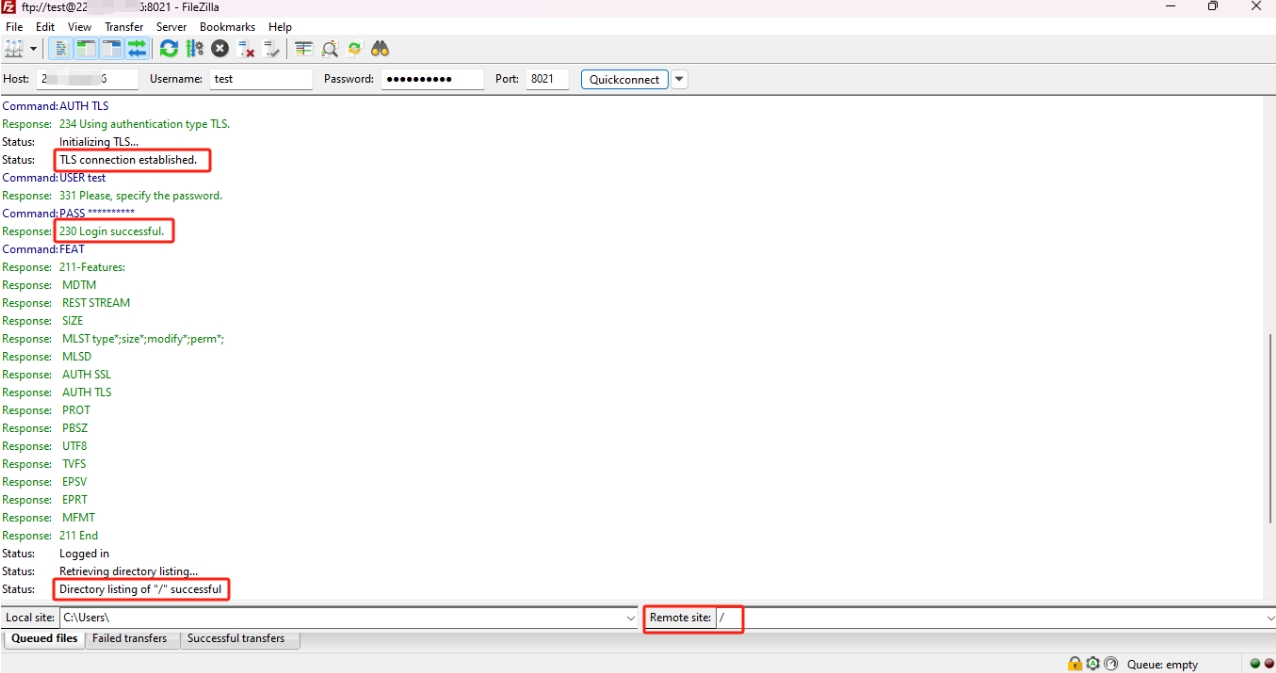 ftp://test@22 6:8021 - FileZilla
File Edit View Transfer Server Bookmarks Help
Host: 2 6 Username: test Password: ●●●●●●●●●● Port: 8021 Quickconnect
Command: AUTH TLS
Response: 234 Using authentication type TLS.
Status: Initializing TLS...
Status: TLS connection established.
Command: USER test
Response: 331 Please, specify the password.
Command: PASS **********
Response: 230 Login successful.
Command: FEAT
Response: 211-Features:
Response: MDTM
Response: REST STREAM
Response: SIZE
Response: MLST type*;size*;modify*;perm*;
Response: MLSD
Response: AUTH SSL
Response: AUTH TLS
Response: PROT
Response: PBSZ
Response: UTF8
Response: TVFS
Response: EPSV
Response: EPRT
Response: MFMT
Response: 211 End
Status: Logged in
Status: Retrieving directory listing...
Status: Directory listing of "/" successful
Local site: C:\Users\ Remote site: /
Queued files Failed transfers Successful transfers
Queue: empty